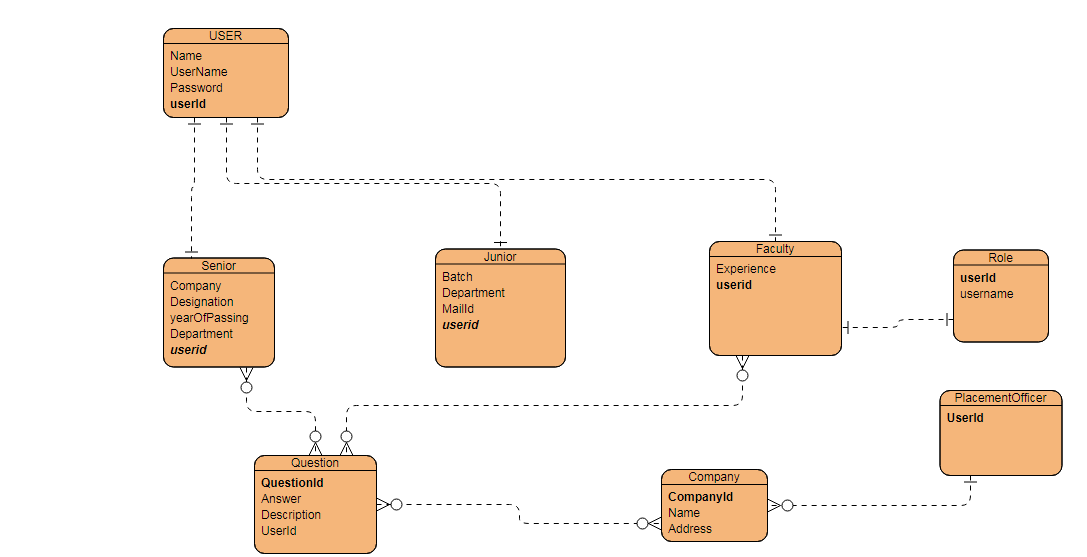 USER
Name
UserName
Password
userId
Senior
Company
Designation
yearOfPassing
Department
userid
Junior
Batch
Department
MailId
userid
Faculty
Experience
userid
Role
userId
username
PlacementOfficer
UserId
Question
QuestionId
Answer
Description
UserId
Company
CompanyId
Name
Address